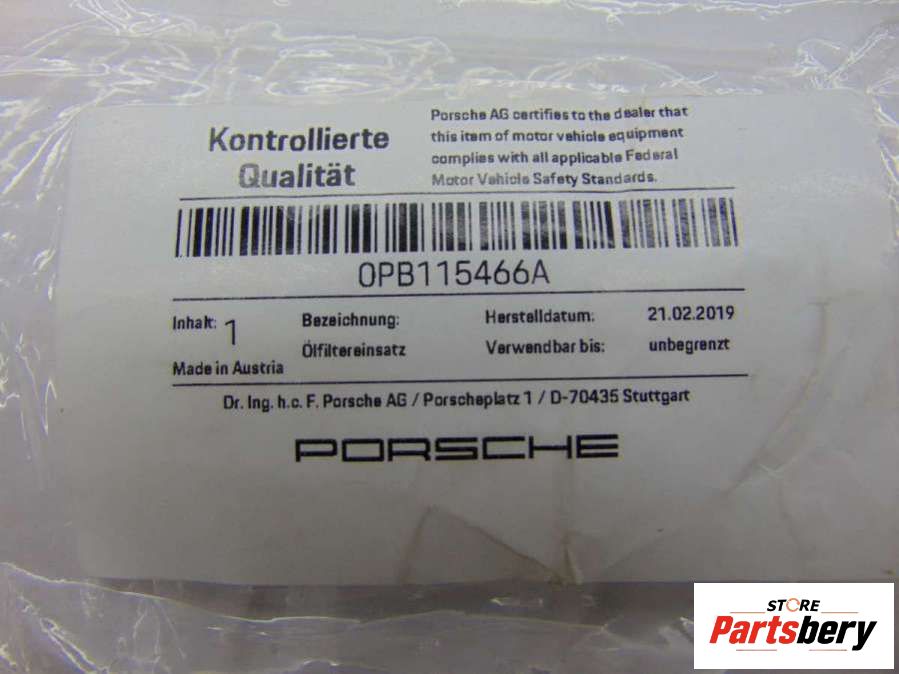 Kontrollierte
Qualität
Porsche AG certifies to the dealer that
this item of motor vehicle equipment
complies with all applicable Federal
Motor Vehicle Safety Standards.
0PB115466A
Inhalt: 1
Made in Austria
Bezeichnung:
Ölfiltereinsatz
Herstelldatum: 21.02.2019
Verwendbar bis: unbegrenzt
Dr. Ing. h.c. F. Porsche AG / Porscheplatz 1 / D-70435 Stuttgart
PORSCHE
STORE
Partsbery